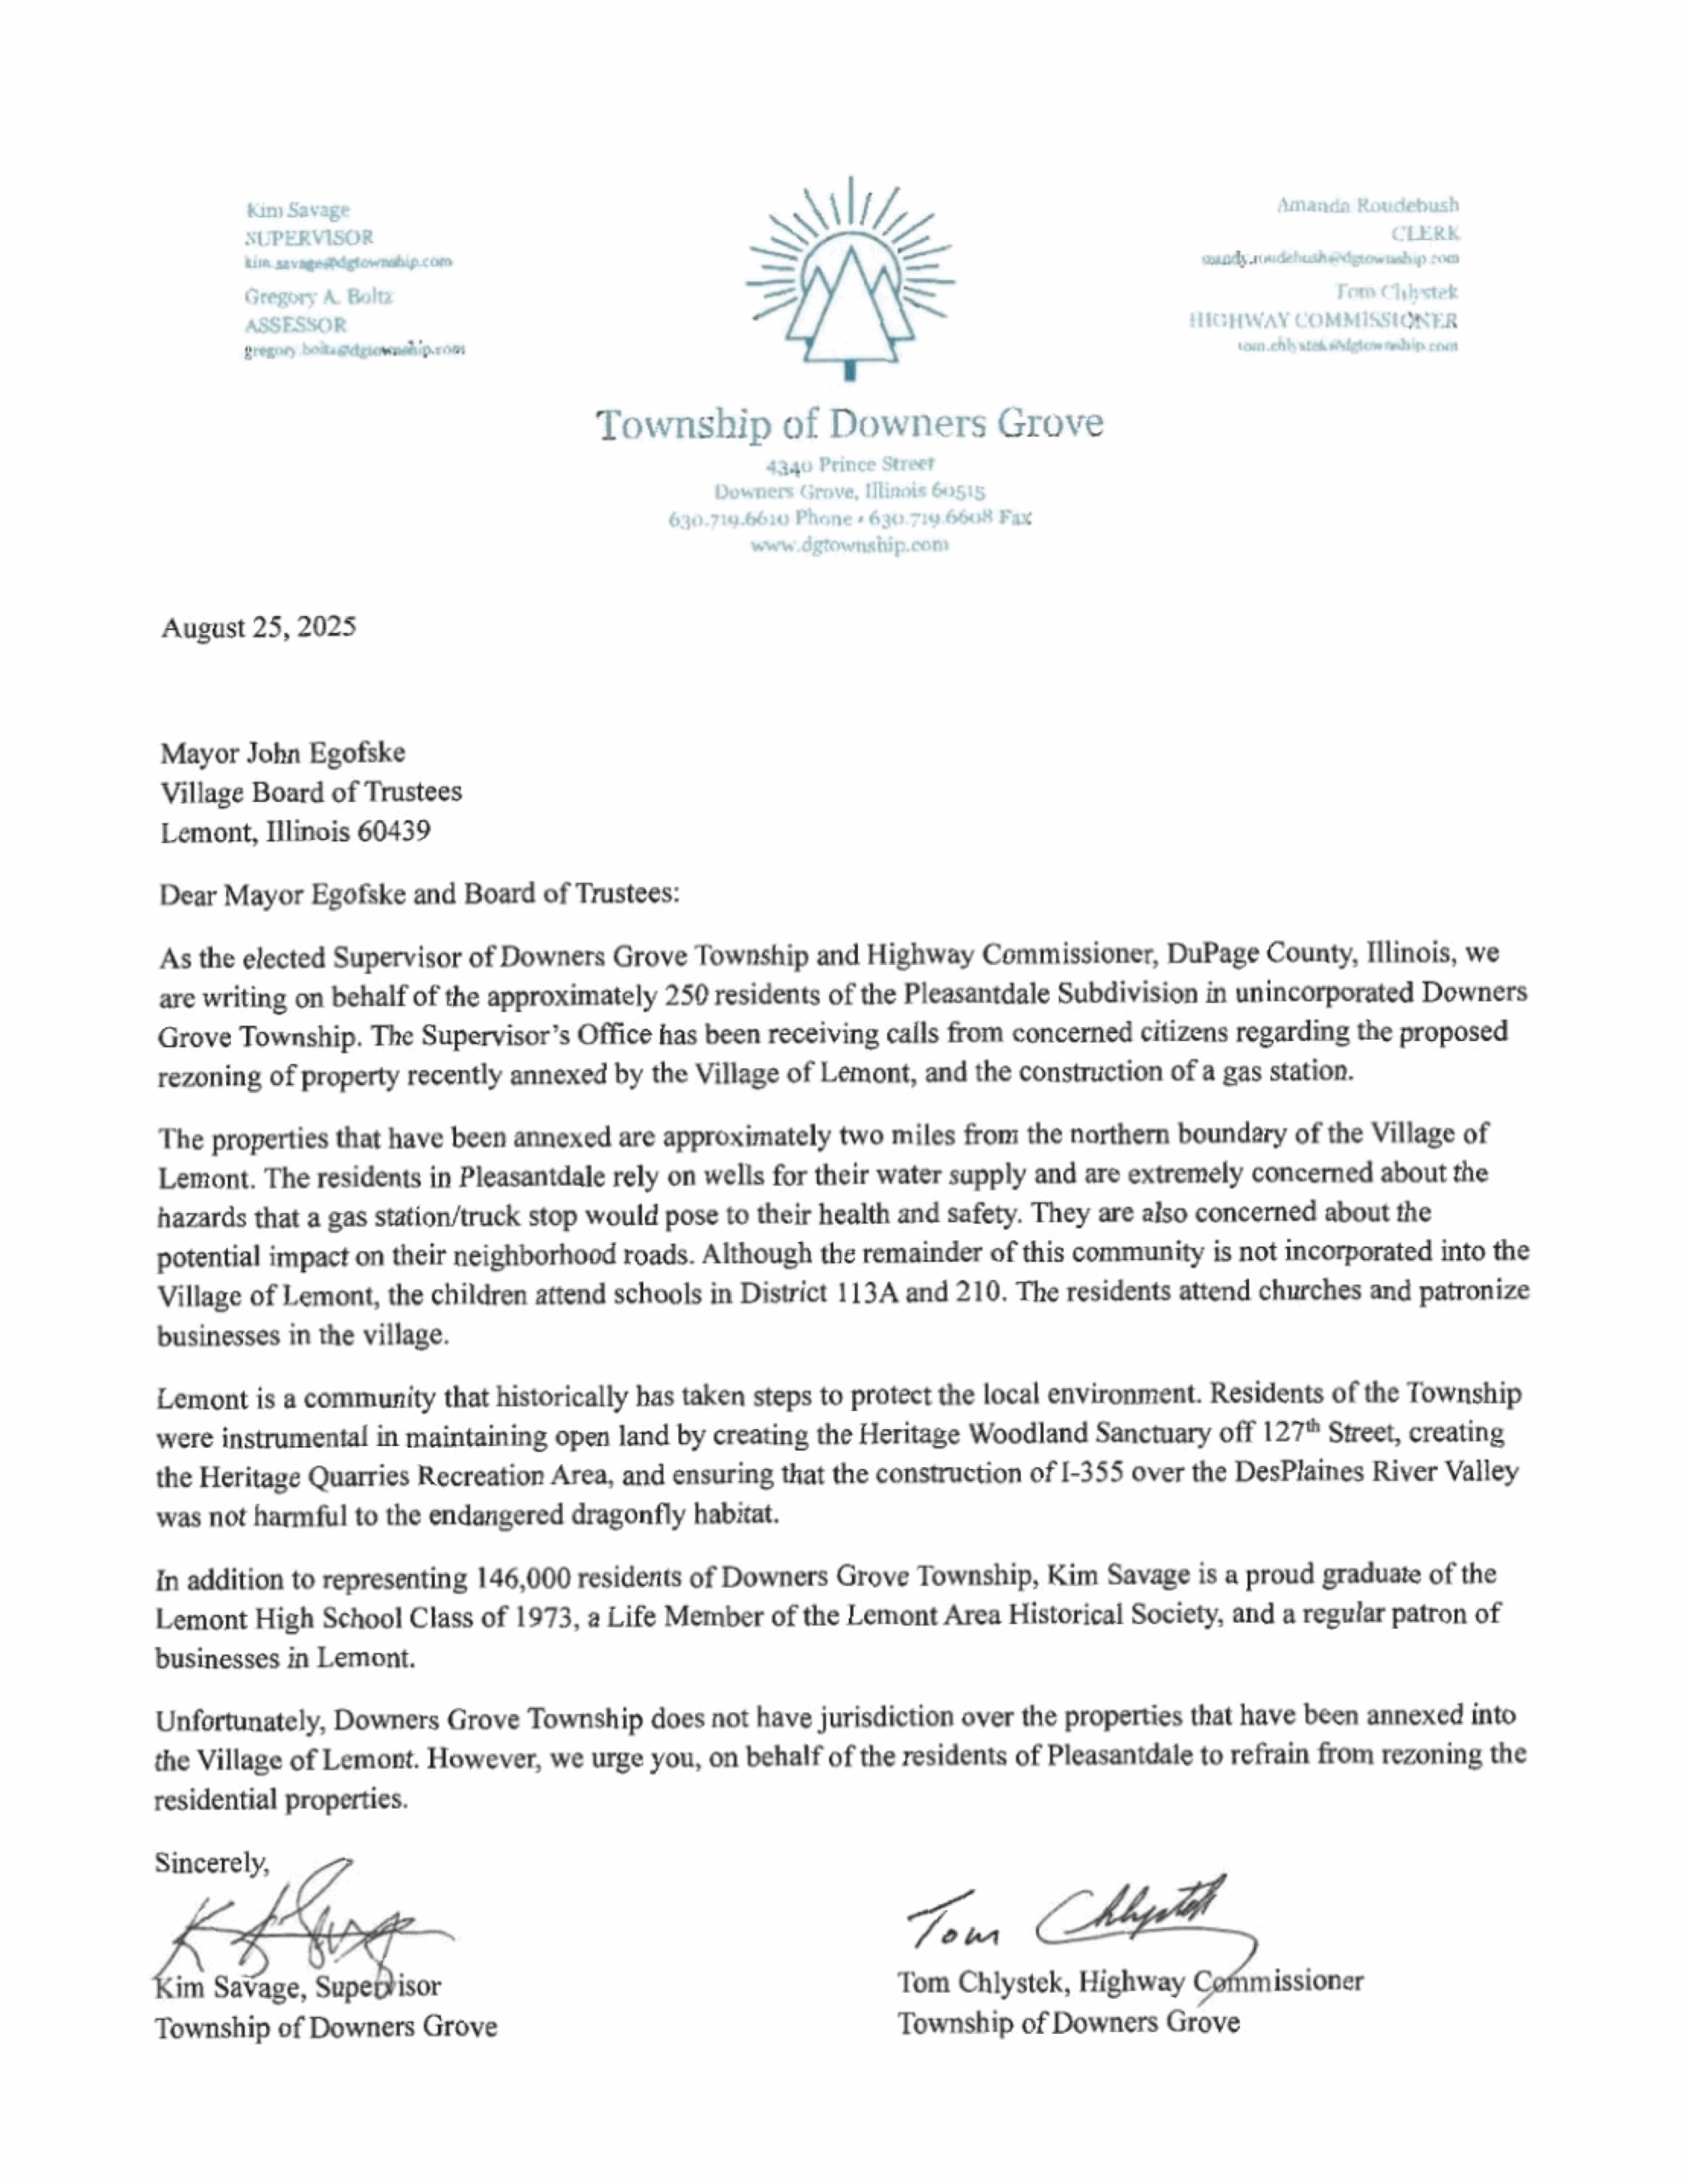 Kim Savage
SUPERVISOR
kim.savage@dgtownship.com
Gregory A. Boltz
ASSESSOR
gregory.boltz@dgtownship.com
Amanda Roudebush
CLERK
mandy.roudebush@dgtownship.com
Tom Chlystek
HIGHWAY COMMISSIONER
tom.chlystek@dgtownship.com
Township of Downers Grove
4340 Prince Street
Downers Grove, Illinois 60515
630.719.6610 Phone • 630.719.6608 Fax
www.dgtownship.com
August 25, 2025
Mayor John Egofske
Village Board of Trustees
Lemont, Illinois 60439
Dear Mayor Egofske and Board of Trustees:
As the elected Supervisor of Downers Grove Township and Highway Commissioner, DuPage County, Illinois, we
are writing on behalf of the approximately 250 residents of the Pleasantdale Subdivision in unincorporated Downers
Grove Township. The Supervisor’s Office has been receiving calls from concerned citizens regarding the proposed
rezoning of property recently annexed by the Village of Lemont, and the construction of a gas station.
The properties that have been annexed are approximately two miles from the northern boundary of the Village of
Lemont. The residents in Pleasantdale rely on wells for their water supply and are extremely concerned about the
hazards that a gas station/truck stop would pose to their health and safety. They are also concerned about the
potential impact on their neighborhood roads. Although the remainder of this community is not incorporated into the
Village of Lemont, the children attend schools in District 113A and 210. The residents attend churches and patronize
businesses in the village.
Lemont is a community that historically has taken steps to protect the local environment. Residents of the Township
were instrumental in maintaining open land by creating the Heritage Woodland Sanctuary off 127th Street, creating
the Heritage Quarries Recreation Area, and ensuring that the construction of I-355 over the DesPlaines River Valley
was not harmful to the endangered dragonfly habitat.
In addition to representing 146,000 residents of Downers Grove Township, Kim Savage is a proud graduate of the
Lemont High School Class of 1973, a Life Member of the Lemont Area Historical Society, and a regular patron of
businesses in Lemont.
Unfortunately, Downers Grove Township does not have jurisdiction over the properties that have been annexed into
the Village of Lemont. However, we urge you, on behalf of the residents of Pleasantdale to refrain from rezoning the
residential properties.
Sincerely,
K Savage
Tom Chlystek
Kim Savage, Supervisor
Tom Chlystek, Highway Commissioner
Township of Downers Grove
Township of Downers Grove